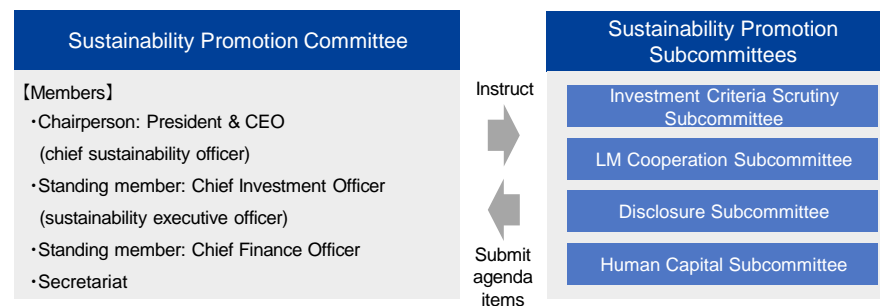 Sustainability Promotion Committee
【Members】
・Chairperson: President & CEO
(chief sustainability officer)
・Standing member: Chief Investment Officer
(sustainability executive officer)
・Standing member: Chief Finance Officer
・Secretariat
Instruct
Submit
agenda
items
Sustainability Promotion
Subcommittees
Investment Criteria Scrutiny
Subcommittee
LM Cooperation Subcommittee
Disclosure Subcommittee
Human Capital Subcommittee